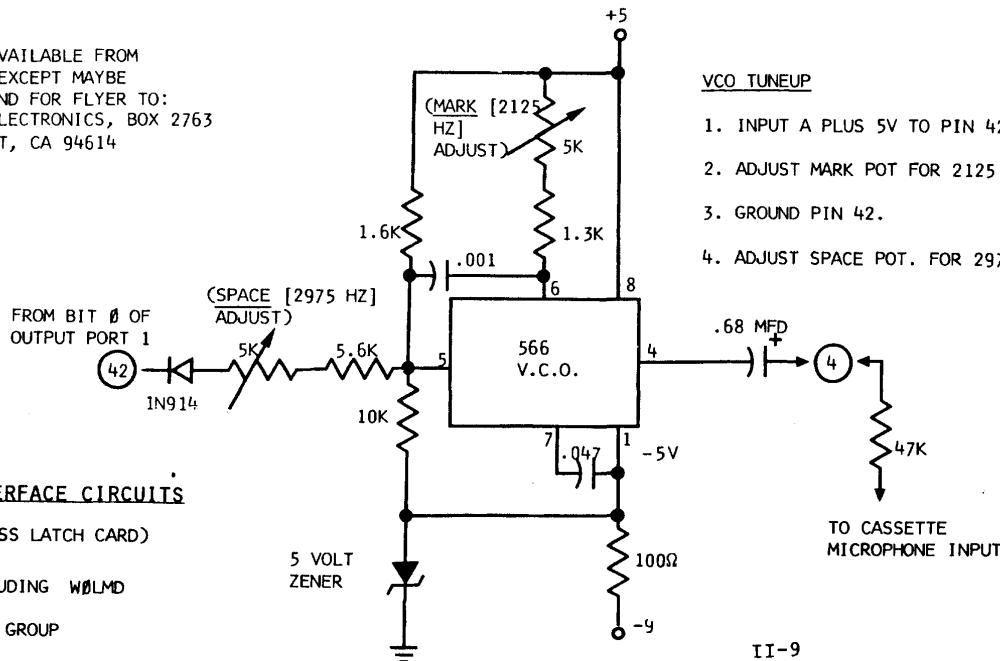 +5
VAILABLE FROM
EXCEPT MAYBE
ND FOR FLYER TO:
LECTRONICS, BOX 2763
T, CA 94614
(MARK [2125
HZ]
ADJUST)
5K
1.6K
1.3K
.001
VCO TUNEUP
1. INPUT A PLUS 5V TO PIN 42
2. ADJUST MARK POT FOR 2125
3. GROUND PIN 42.
4. ADJUST SPACE POT. FOR 297
FROM BIT Ø OF
OUTPUT PORT 1
42
1N914
(SPACE [2975 HZ]
ADJUST)
5K
5.6K
10K
6
8
5
566
V.C.O.
4
7
1
.047
-5V
.68 MFD
+
4
47K
TO CASSETTE
MICROPHONE INPUT
ERFACE CIRCUITS
SS LATCH CARD)
UDING WØLMD
GROUP
5 VOLT
ZENER
100Ω
-9
II-9